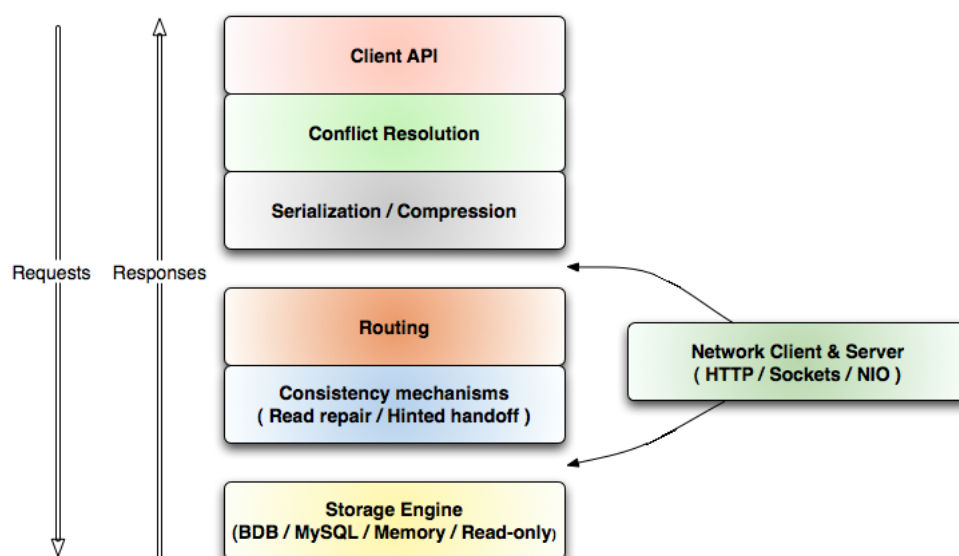 Client API
Conflict Resolution
Serialization / Compression
Requests
Responses
Routing
Consistency mechanisms
( Read repair / Hinted handoff )
Network Client & Server
( HTTP / Sockets / NIO )
Storage Engine
(BDB / MySQL / Memory / Read-only)